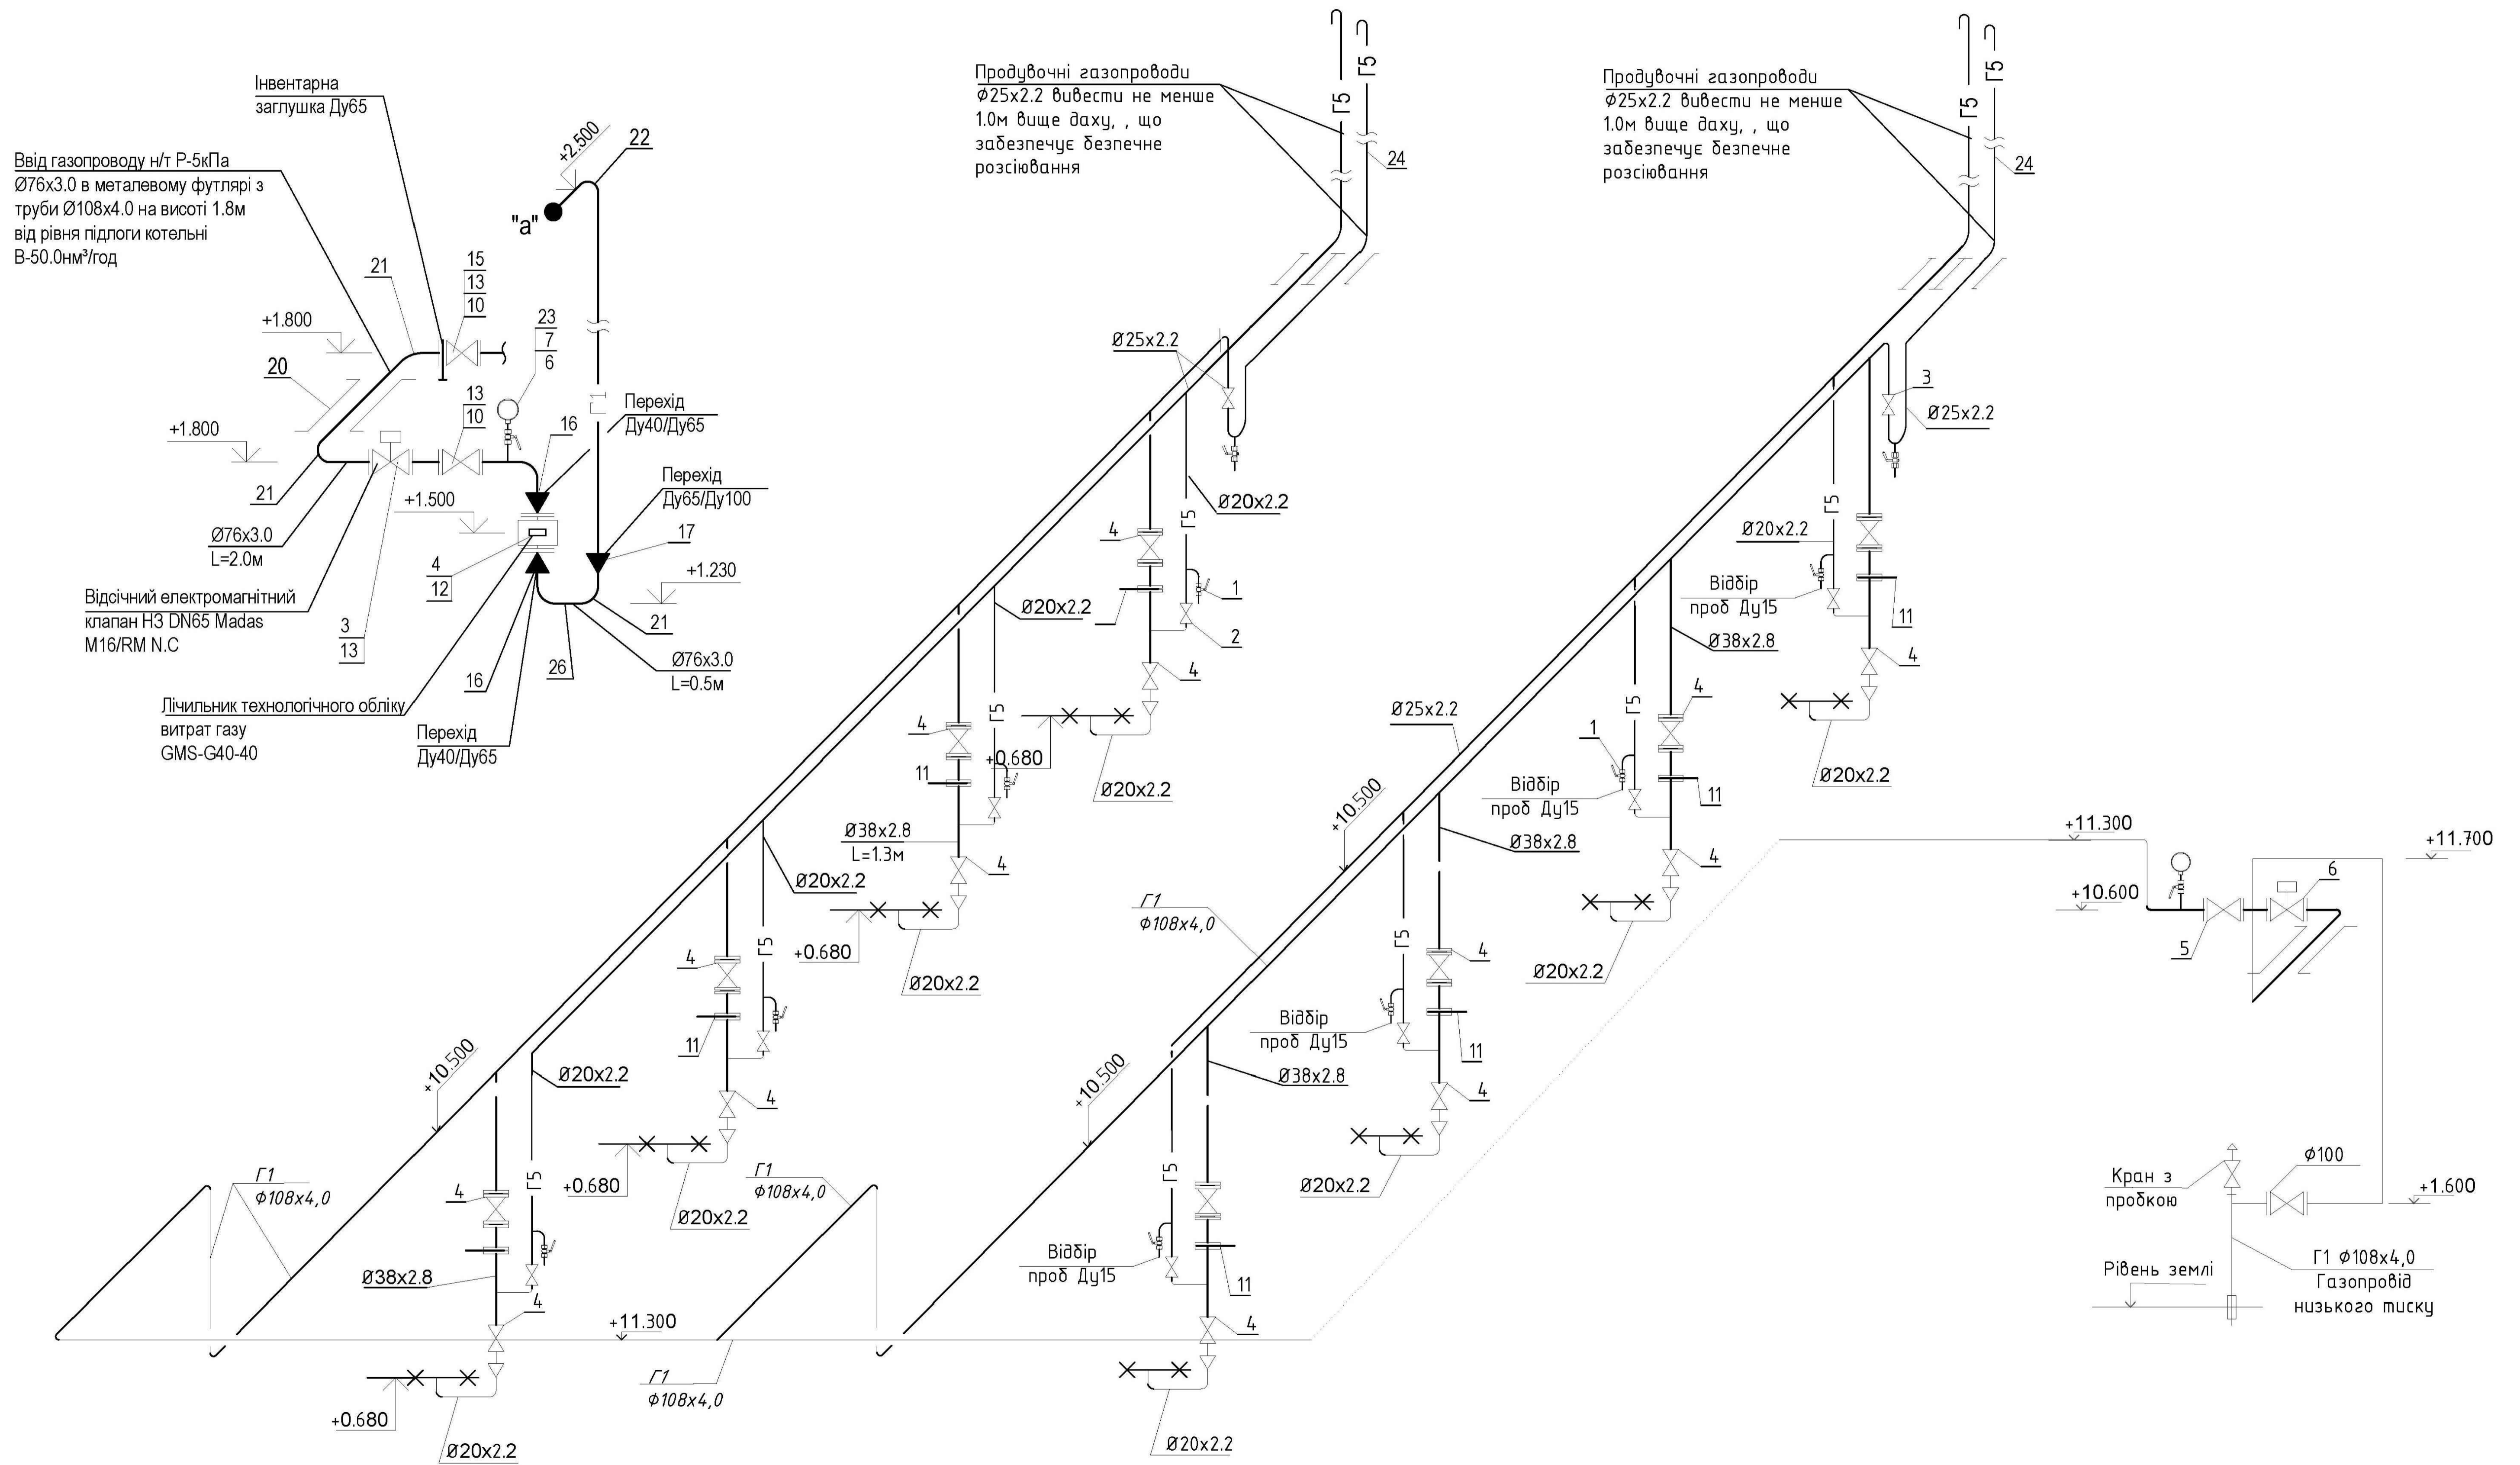 Інвентарна
заглушка Ду65
Ввід газопроводу н/т Р-5кПа
Ø76x3.0 в металевому футлярі з
труби Ø108x4.0 на висоті 1.8м
від рівня підлоги котельні
В-50.0нм³/год
+2.500
22
"а"
21
15
13
10
+1.800
20
23
7
6
13
10
+1.800
16
Г1
Перехід
Ду40/Ду65
Перехід
Ду65/Ду100
21
+1.500
17
Ø76x3.0
L=2.0м
4
12
+1.230
Відсічний електромагнітний
клапан НЗ DN65 Madas
M16/RM N.C
3
13
21
16
26
Ø76x3.0
L=0.5м
Лічильник технологічного обліку
витрат газу
GMS-G40-40
Перехід
Ду40/Ду65
Продувочні газопроводи
Ф25x2.2 вивести не менше
1.0м вище даху, , що
забезпечує безпечне
розсіювання
Г5
Г5
24
Ø25x2.2
Ø20x2.2
4
Г5
1
2
4
Ø20x2.2
+0.680
Ø20x2.2
4
Г5
11
Ø38x2.8
L=1.3м
4
Ø20x2.2
+0.680
Ø20x2.2
4
Г5
11
4
+0.680
Ø20x2.2
+10.500
Ø20x2.2
Г1
Ф108x4,0
4
Г5
Ø38x2.8
4
+0.680
Ø20x2.2
Г1
Ф108x4,0
+11.300
Г1
Ф108x4,0
Продувочні газопроводи
Ф25x2.2 вивести не менше
1.0м вище даху, , що
забезпечує безпечне
розсіювання
Г5
Г5
24
3
Ø25x2.2
Г5
Ø20x2.2
Відбір
проб Ду15
11
4
Ø20x2.2
Ø38x2.8
Г5
4
Ø25x2.2
1
Відбір
проб Ду15
11
4
Ø20x2.2
+10.500
Ø38x2.8
Г1
Ф108x4,0
Г5
4
Відбір
проб Ду15
11
4
Ø20x2.2
+10.500
Ø38x2.8
Г5
Відбір
проб Ду15
11
4
Ø20x2.2
+11.300
+11.700
+10.600
6
5
Ф100
Кран з
пробкою
+1.600
Рівень землі
Г1 Ф108x4,0
Газопровід
низького тиску